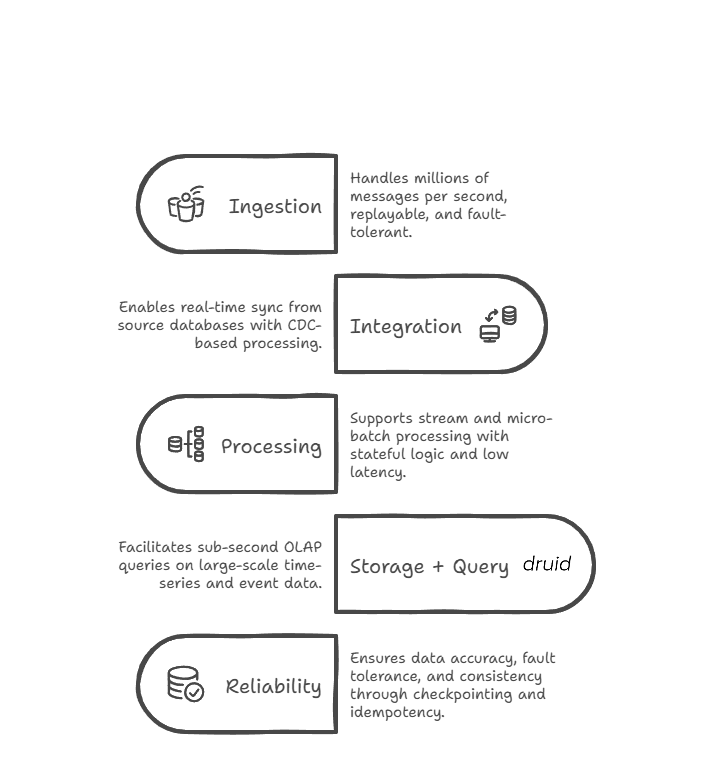 Ingestion
Handles millions of
messages per second,
replayable, and fault-
tolerant.
Enables real-time sync from
source databases with CDC-
based processing.
Integration
Processing
Supports stream and micro-
batch processing with
stateful logic and low
latency.
Facilitates sub-second OLAP
queries on large-scale time-
series and event data.
Storage + Query druid
Reliability
Ensures data accuracy, fault
tolerance, and consistency
through checkpointing and
idempotency.